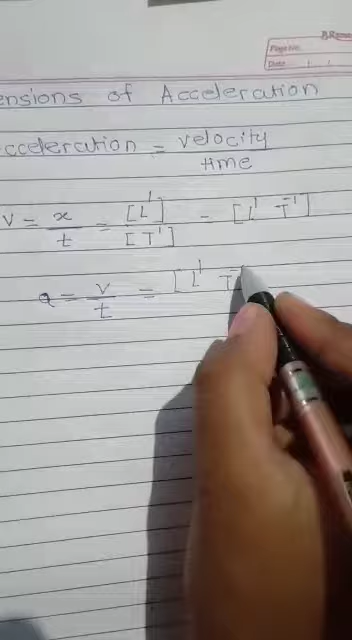 Page No.
Date
ensions of Acceleration
cceleration = velocity / time
V = x / t = [L¹] / [T¹] = [L¹ T⁻¹]
a = v / t = [L¹ T⁻